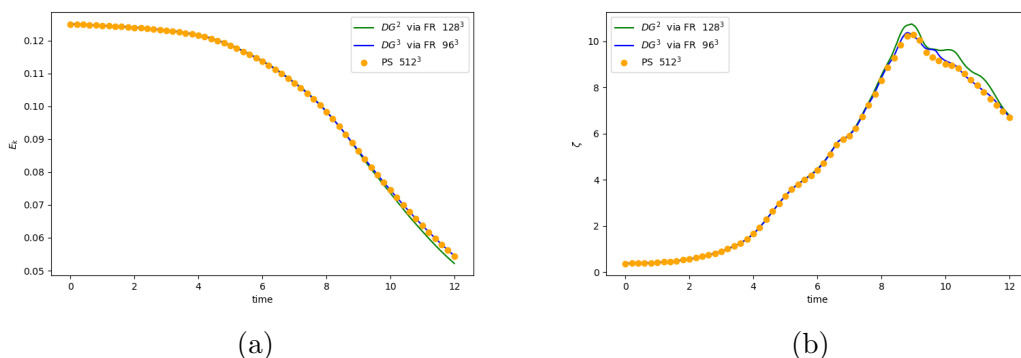 0.12
0.11
0.10
0.09
0.08
0.07
0.06
0.05
E_k
0
2
4
6
8
10
12
time
DG² via FR 128³
DG³ via FR 96³
PS 512³
(a)
10
8
6
4
2
0
ζ
0
2
4
6
8
10
12
time
DG² via FR 128³
DG³ via FR 96³
PS 512³
(b)